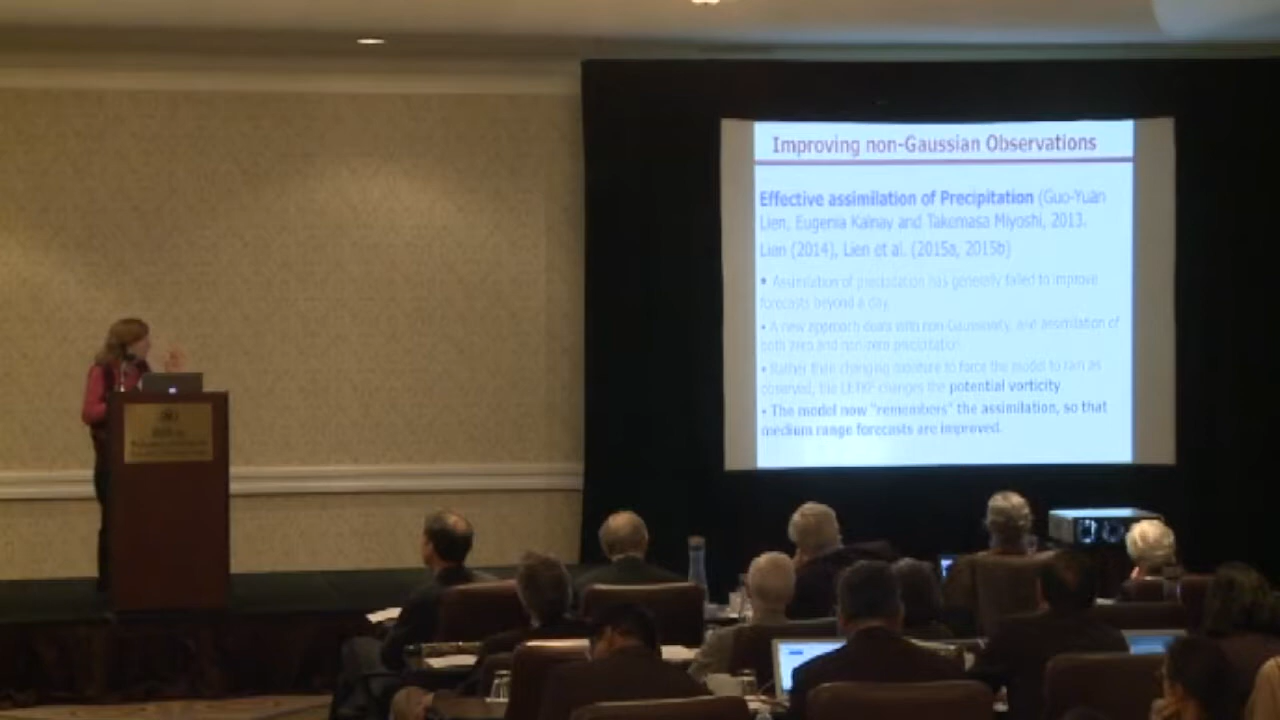 Improving non-Gaussian Observations
Effective assimilation of Precipitation (Guo-Yuan
Lien, Eugenia Kalnay and Takemasa Miyoshi, 2013.
Lien (2014), Lien et al. (2015a, 2015b)
• Assimilation of precipitation has generally failed to improve
forecasts beyond a day.
• A new approach deals with non-Gaussianity, and assimilation of
both zero and non-zero precipitation.
• Rather than changing moisture to force the model to rain as
observed, the LETKF changes the potential vorticity
• The model now "remembers" the assimilation, so that
medium range forecasts are improved.